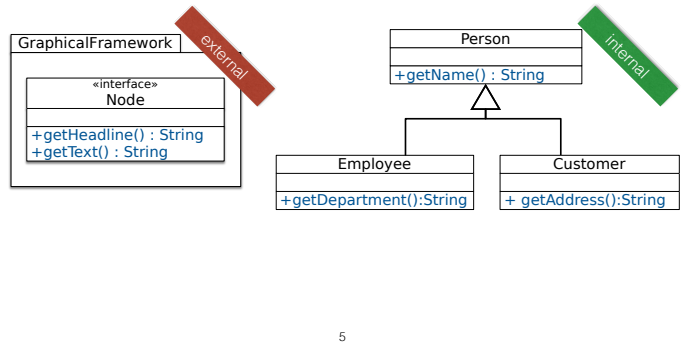 GraphicalFramework
external
«interface»
Node
+getHeadline() : String
+getText() : String
Person
internal
+getName() : String
Employee
+getDepartment():String
Customer
+ getAddress():String
5